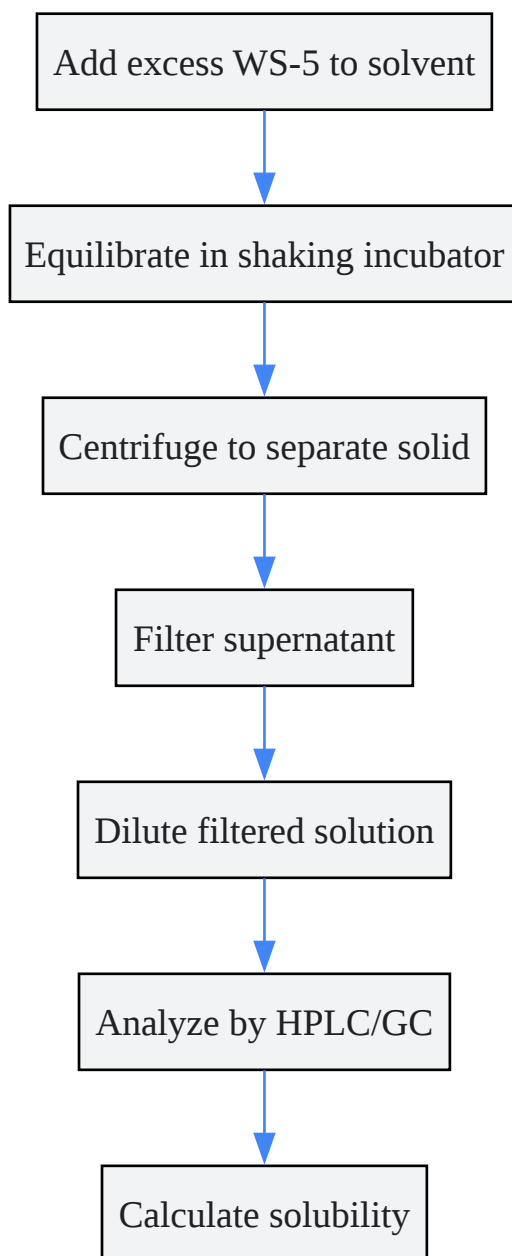 Add excess WS-5 to solvent
Equilibrate in shaking incubator
Centrifuge to separate solid
Filter supernatant
Dilute filtered solution
Analyze by HPLC/GC
Calculate solubility